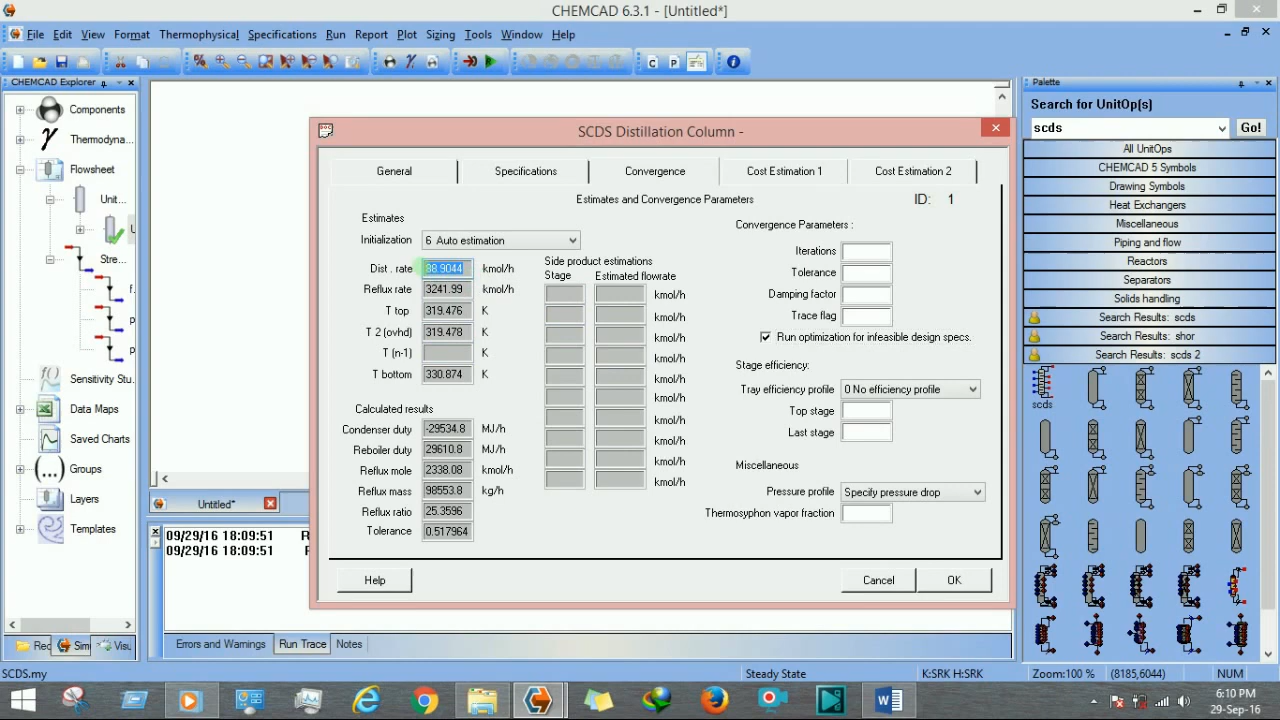 CHEMCAD 6.3.1 - [Untitled*]
File Edit View Format Thermophysical Specifications Run Report Plot Sizing Tools Window Help
CHEMCAD Explorer
Components
Thermodyna...
Flowsheet
Unit...
Stre...
Sensitivity Stu...
Data Maps
Saved Charts
Groups
Layers
Templates
Rec Sim Visu
Untitled*
09/29/16 18:09:51 R
09/29/16 18:09:51 F
Errors and Warnings Run Trace Notes
SCDS Distillation Column -
General Specifications Convergence Cost Estimation 1 Cost Estimation 2
Estimates and Convergence Parameters ID: 1
Estimates
Initialization 6 Auto estimation
Dist . rate 88.9044 kmol/h
Reflux rate 3241.99 kmol/h
T top 319.476 K
T 2 (ovhd) 319.478 K
T (n-1) K
T bottom 330.874 K
Calculated results
Condenser duty -29534.8 MJ/h
Reboiler duty 29610.8 MJ/h
Reflux mole 2338.08 kmol/h
Reflux mass 98553.8 kg/h
Reflux ratio 25.3596
Tolerance 0.517964
Side product estimations
Stage Estimated flowrate
kmol/h
kmol/h
kmol/h
kmol/h
kmol/h
kmol/h
kmol/h
kmol/h
kmol/h
kmol/h
Convergence Parameters :
Iterations
Tolerance
Damping factor
Trace flag
Run optimization for infeasible design specs.
Stage efficiency:
Tray efficiency profile 0 No efficiency profile
Top stage
Last stage
Miscellaneous
Pressure profile Specify pressure drop
Thermosyphon vapor fraction
Help Cancel OK
Palette
Search for UnitOp(s)
scds Go!
All UnitOps
CHEMCAD 5 Symbols
Drawing Symbols
Heat Exchangers
Miscellaneous
Piping and flow
Reactors
Separators
Solids handling
Search Results: scds
Search Results: shor
Search Results: scds 2
scds
SCDS.my Steady State K:SRK H:SRK Zoom:100 % (8185,6044) NUM
6:10 PM
29-Sep-16